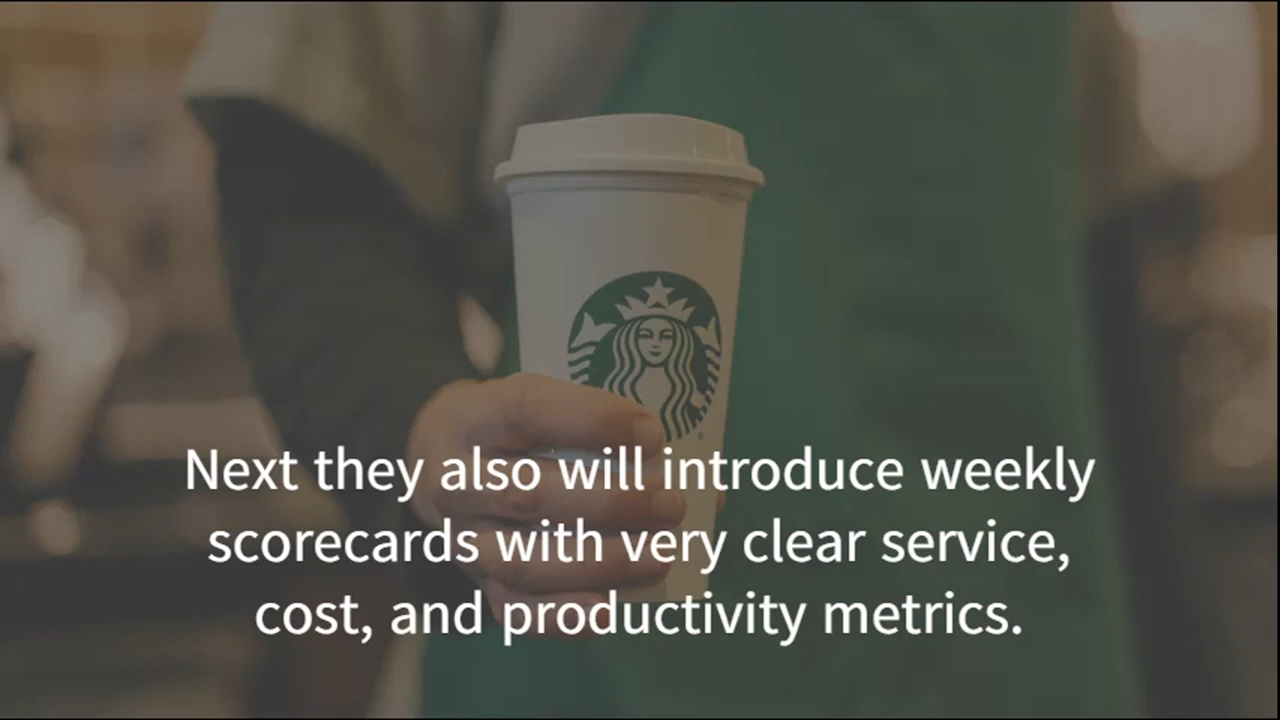 Next they also will introduce weekly
scorecards with very clear service,
cost, and productivity metrics.